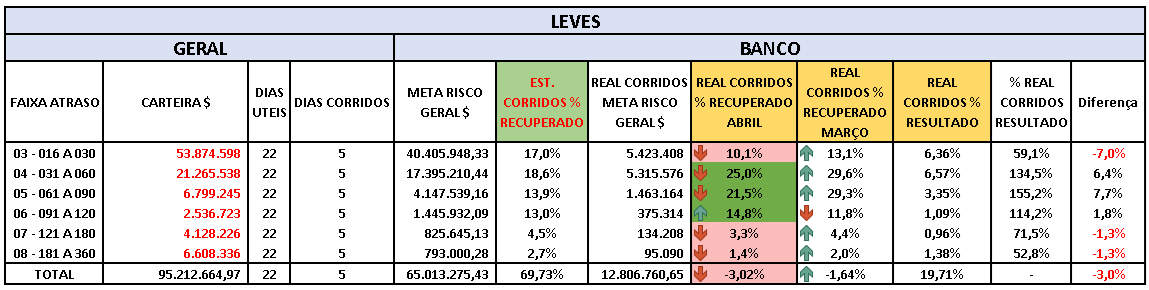 LEVES
GERAL BANCO
FAIXA ATRASO CARTEIRA $ DIAS UTEIS DIAS CORRIDOS META RISCO GERAL $ EST. CORRIDOS % RECUPERADO REAL CORRIDOS META RISCO GERAL $ REAL CORRIDOS % RECUPERADO ABRIL REAL CORRIDOS % RECUPERADO MARÇO REAL CORRIDOS % RESULTADO % REAL CORRIDOS RESULTADO Diferença
03 - 016 A 030 53.874.598 22 5 40.405.948,33 17,0% 5.423.408 10,1% 13,1% 6,36% 59,1% -7,0%
04 - 031 A 060 21.265.538 22 5 17.395.210,44 18,6% 5.315.576 25,0% 29,6% 6,57% 134,5% 6,4%
05 - 061 A 090 6.799.245 22 5 4.147.539,16 13,9% 1.463.164 21,5% 29,3% 3,35% 155,2% 7,7%
06 - 091 A 120 2.536.723 22 5 1.445.932,09 13,0% 375.314 14,8% 11,8% 1,09% 114,2% 1,8%
07 - 121 A 180 4.128.226 22 5 825.645,13 4,5% 134.208 3,3% 4,4% 0,96% 71,5% -1,3%
08 - 181 A 360 6.608.336 22 5 793.000,28 2,7% 95.090 1,4% 2,0% 1,38% 52,8% -1,3%
TOTAL 95.212.664,97 22 5 65.013.275,43 69,73% 12.806.760,65 -3,02% -1,64% 19,71% - -3,0%